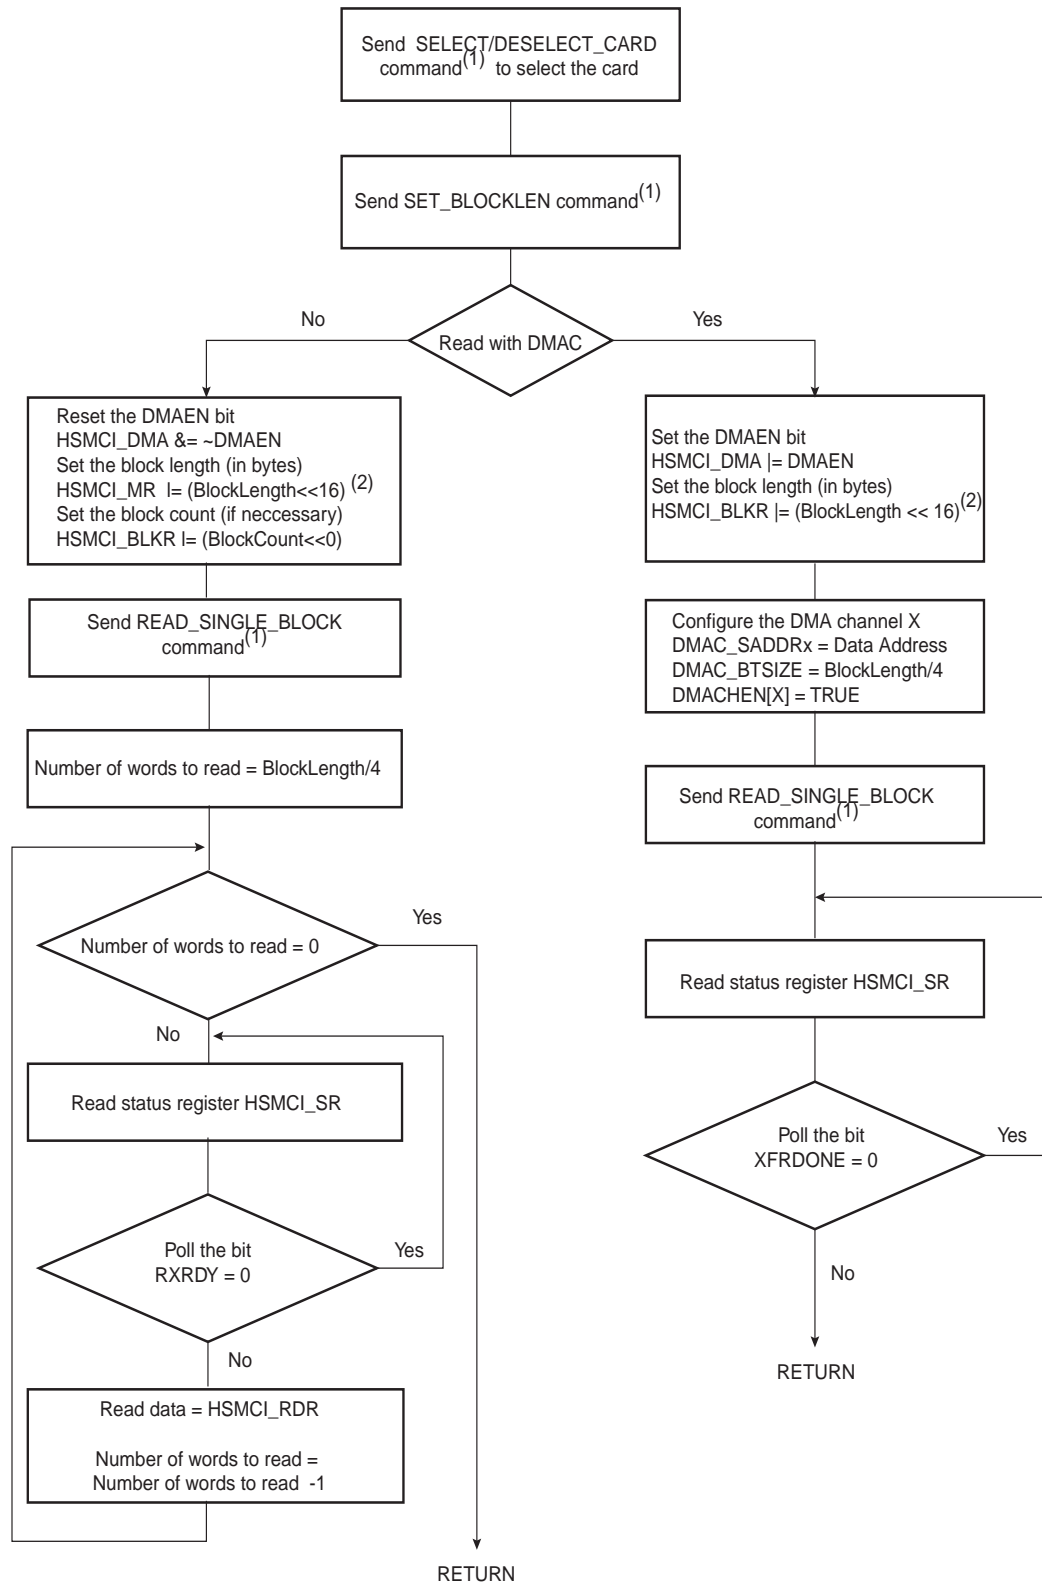 Send SELECT/DESELECT_CARD
command(1) to select the card
Send SET_BLOCKLEN command(1)
No
Yes
Read with DMAC
Reset the DMAEN bit
HSMCI_DMA &= ~DMAEN
Set the block length (in bytes)
HSMCI_MR l= (BlockLength<<16) (2)
Set the block count (if neccessary)
HSMCI_BLKR l= (BlockCount<<0)
Send READ_SINGLE_BLOCK
command(1)
Number of words to read = BlockLength/4
Number of words to read = 0
Yes
No
Read status register HSMCI_SR
Poll the bit
RXRDY = 0
Yes
No
Read data = HSMCI_RDR
Number of words to read =
Number of words to read -1
RETURN
Set the DMAEN bit
HSMCI_DMA |= DMAEN
Set the block length (in bytes)
HSMCI_BLKR |= (BlockLength << 16)(2)
Configure the DMA channel X
DMAC_SADDRx = Data Address
DMAC_BTSIZE = BlockLength/4
DMACHEN[X] = TRUE
Send READ_SINGLE_BLOCK
command(1)
Read status register HSMCI_SR
Poll the bit
XFRDONE = 0
Yes
No
RETURN